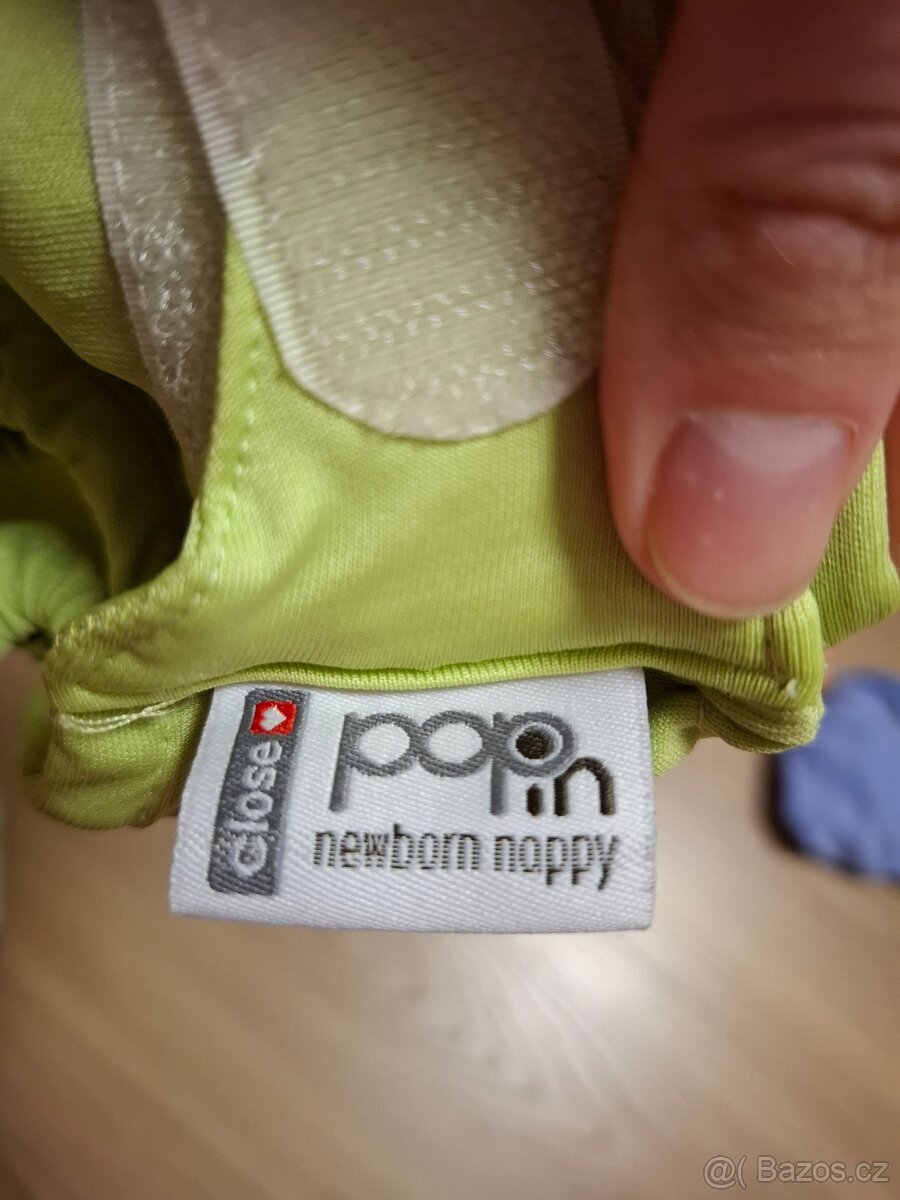 close
pop in
newborn nappy
@( Bazos.cz